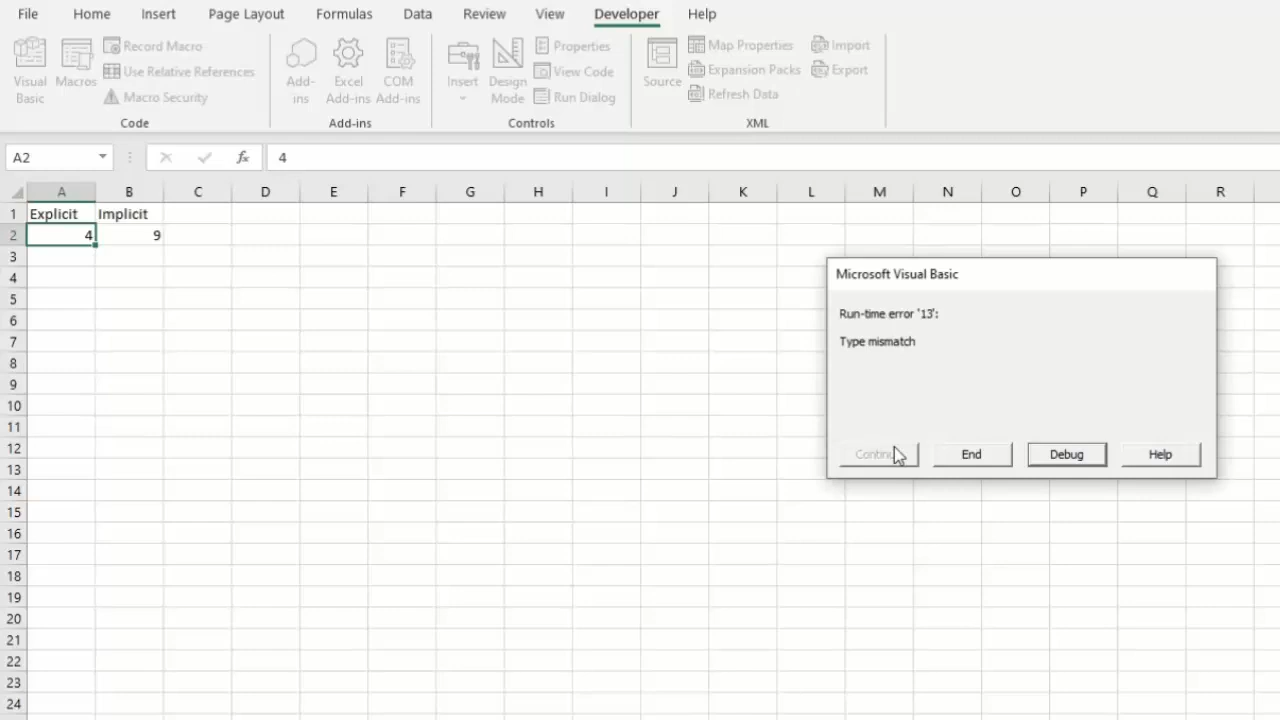 File Home Insert Page Layout Formulas Data Review View Developer Help
Visual Basic
Macros
Record Macro
Use Relative References
Macro Security
Code
Add-ins
Excel Add-ins
COM Add-ins
Add-ins
Insert
Design Mode
Properties
View Code
Run Dialog
Controls
Source
Map Properties
Expansion Packs
Refresh Data
Import
Export
XML
A2 fx 4
A B C D E F G H I J K L M N O P Q R
1 Explicit Implicit
2 4 9
3
4
5
6
7
8
9
10
11
12
13
14
15
16
17
18
19
20
21
22
23
24
Microsoft Visual Basic
Run-time error '13':
Type mismatch
End Debug Help